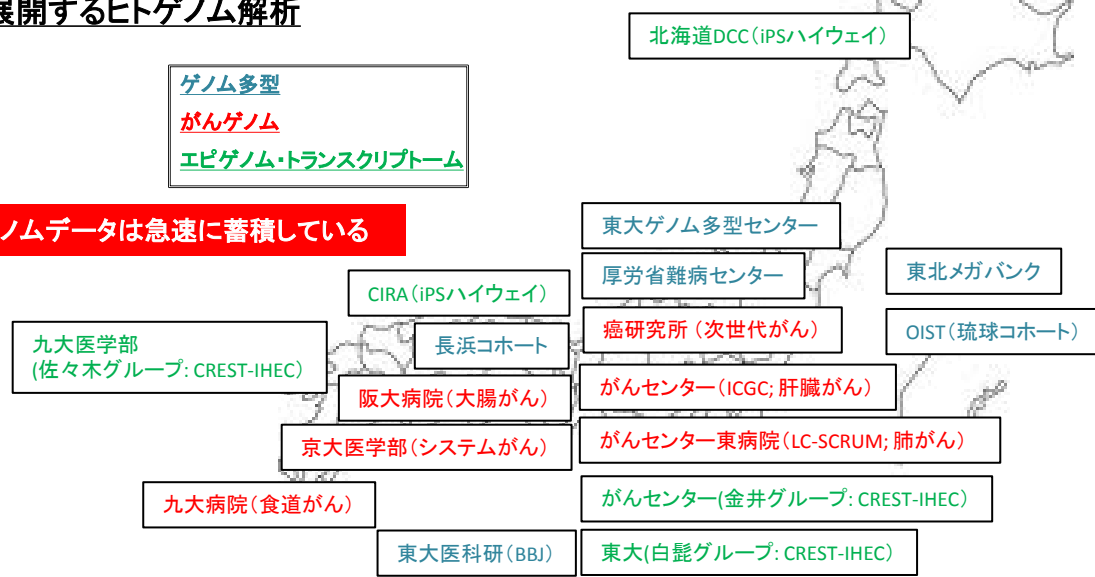 展開するヒトゲノム解析
北海道DCC(iPSハイウェイ)
ゲノム多型
がんゲノム
エピゲノム・トランスクリプトーム
ノムデータは急速に蓄積している
東大ゲノム多型センター
厚労省難病センター
東北メガバンク
CIRA(iPSハイウェイ)
癌研究所(次世代がん)
OIST(琉球コホート)
九大医学部
(佐々木グループ: CREST-IHEC)
長浜コホート
阪大病院(大腸がん)
がんセンター(ICGC; 肝臓がん)
京大医学部(システムがん)
がんセンター東病院(LC-SCRUM; 肺がん)
九大病院(食道がん)
がんセンター(金井グループ: CREST-IHEC)
東大医科研(BBJ)
東大(白髭グループ: CREST-IHEC)